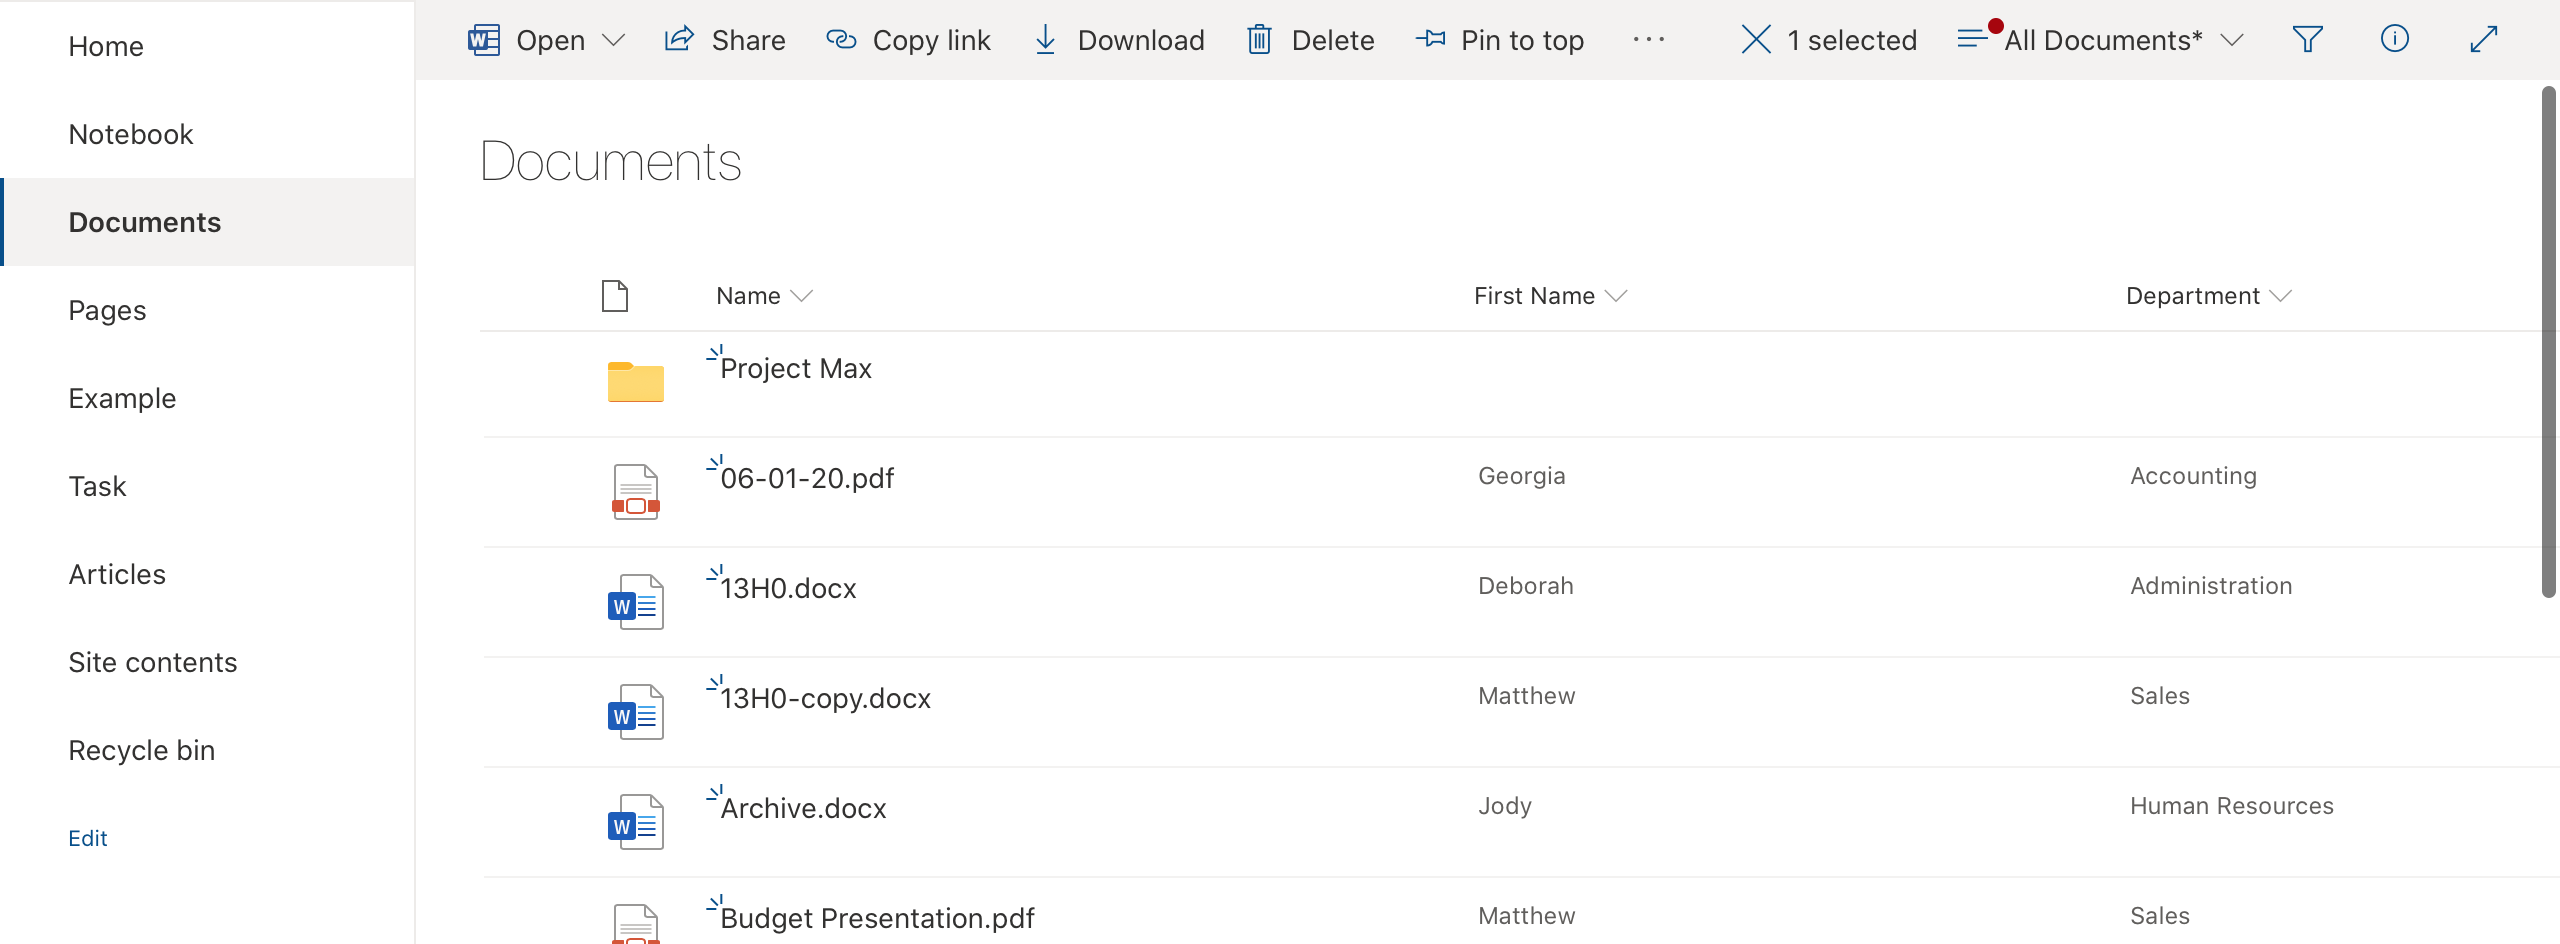 Home
Notebook
Documents
Pages
Example
Task
Articles
Site contents
Recycle bin
Edit
Open Share Copy link Download Delete Pin to top ... 1 selected All Documents*
Documents
Name First Name Department
Project Max
06-01-20.pdf Georgia Accounting
13H0.docx Deborah Administration
13H0-copy.docx Matthew Sales
Archive.docx Jody Human Resources
Budget Presentation.pdf Matthew Sales